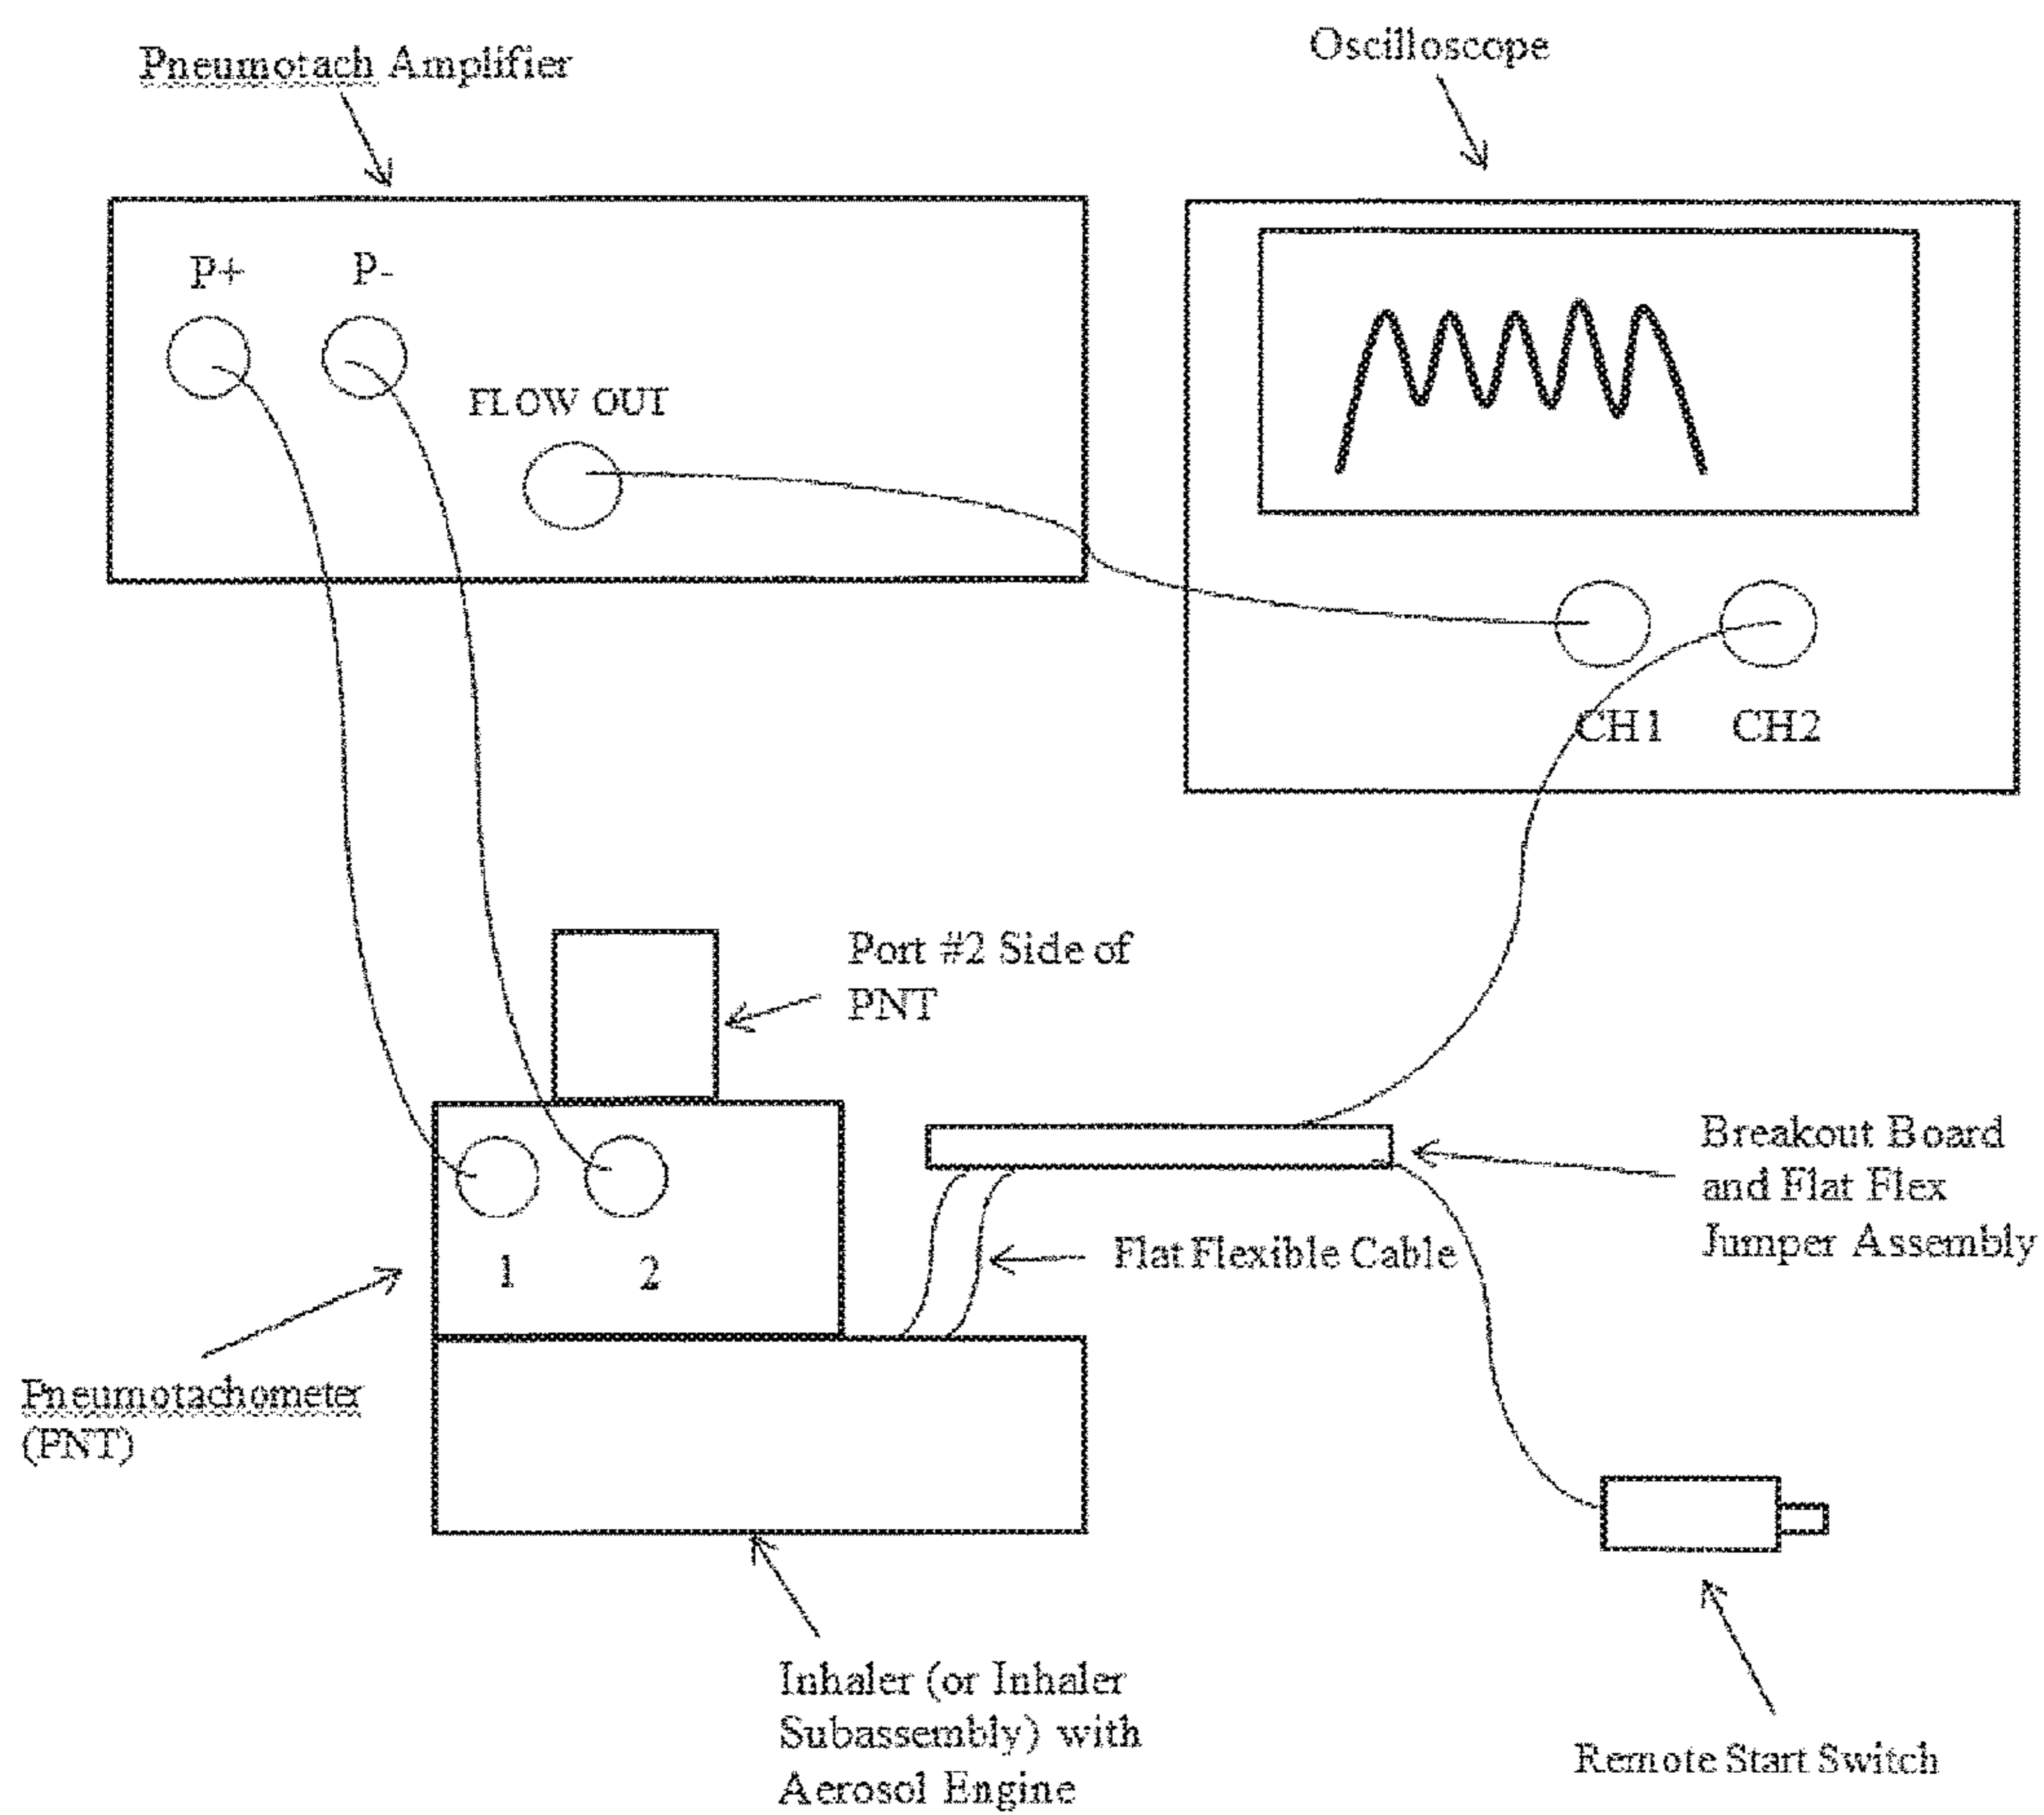 Pneumotach Amplifier
Oscilloscope
P+
P-
FLOW OUT
CH1
CH2
Port #2 Side of
PNT
Breakout Board
and Flat Flex
Jumper Assembly
Flat Flexible Cable
1
2
Pneumotachometer
(PNT)
Inhaler (or Inhaler
Subassembly) with
Aerosol Engine
Remote Start Switch